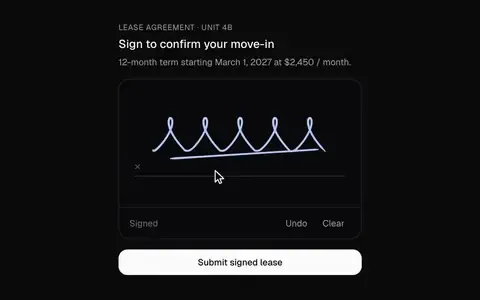 LEASE AGREEMENT · UNIT 4B
Sign to confirm your move-in
12-month term starting March 1, 2027 at $2,450 / month.
×
Signed Undo Clear
Submit signed lease